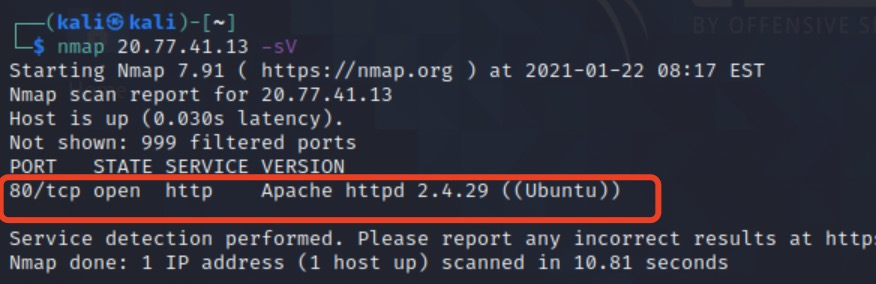 BY OFFENSIVE S
┌──(kali㉿kali)-[~]
└─$ nmap 20.77.41.13 -sV
Starting Nmap 7.91 ( https://nmap.org ) at 2021-01-22 08:17 EST
Nmap scan report for 20.77.41.13
Host is up (0.030s latency).
Not shown: 999 filtered ports
PORT   STATE SERVICE VERSION
80/tcp open  http    Apache httpd 2.4.29 ((Ubuntu))
Service detection performed. Please report any incorrect results at http
Nmap done: 1 IP address (1 host up) scanned in 10.81 seconds